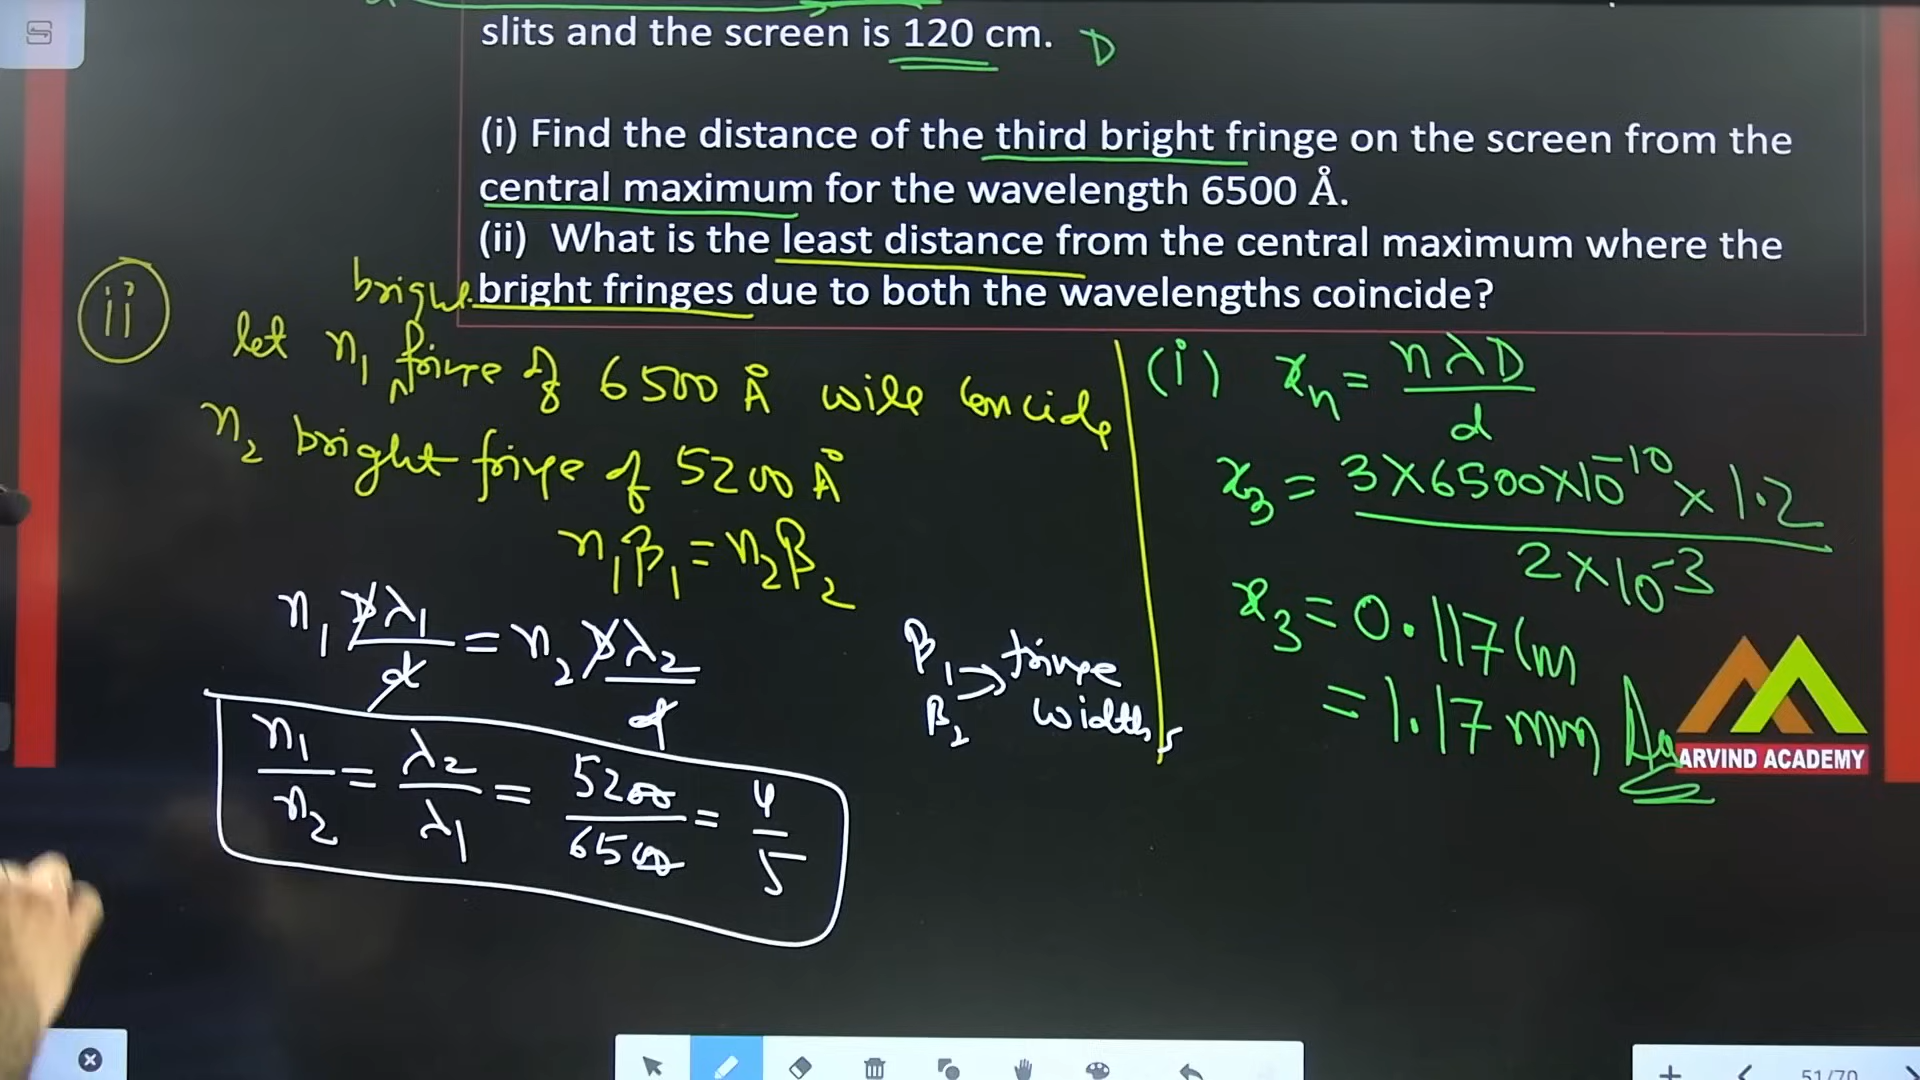 slits and the screen is 120 cm. D
(i) Find the distance of the third bright fringe on the screen from the
central maximum for the wavelength 6500 Å.
(ii) What is the least distance from the central maximum where the
bright fringes due to both the wavelengths coincide?
ii
bright
let n₁ fringe of 6500 Å will concide
n₂ bright fringe of 5200 Å
n₁β₁ = n₂β₂
n₁ Dλ₁/d = n₂ Dλ₂/d
n₁/n₂ = λ₂/λ₁ = 5200/6500 = 4/5
β₁ → fringe
β₂ widths
(i) xₙ = nλD/d
x₃ = 3×6500×10⁻¹⁰ × 1.2 / 2×10⁻³
x₃ = 0.117 cm
= 1.17 mm
ARVIND ACADEMY
51/70